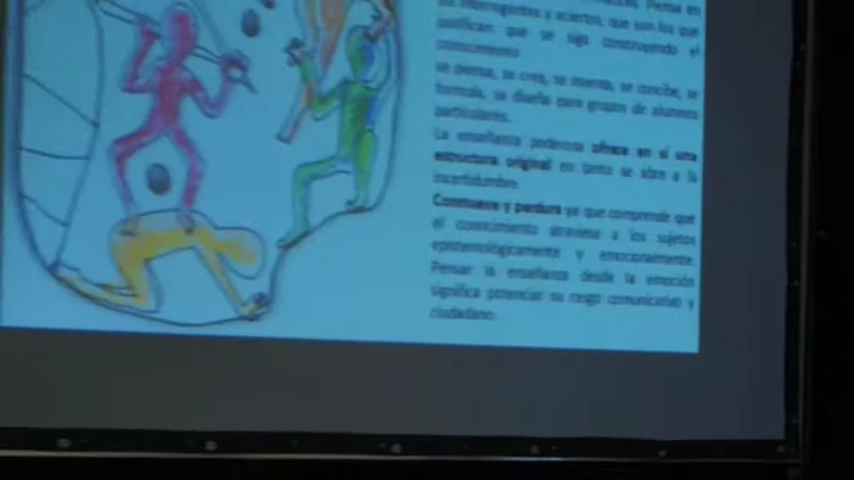 en interrogantes y aciertos, que son los que
justifican que se siga construyendo el
conocimiento
se piensa, se crea, se inventa, se concibe, se
formula, se diseña para grupos de alumnos
particulares.
La enseñanza poderosa ofrece en sí una
estructura original en tanto se abre a la
incertidumbre.
Conmueve y perdura ya que comprende que
el conocimiento atraviesa a los sujetos
epistemológicamente y emocionalmente.
Pensar la enseñanza desde la emoción
significa potenciar su rasgo comunicativo y
ciudadano.